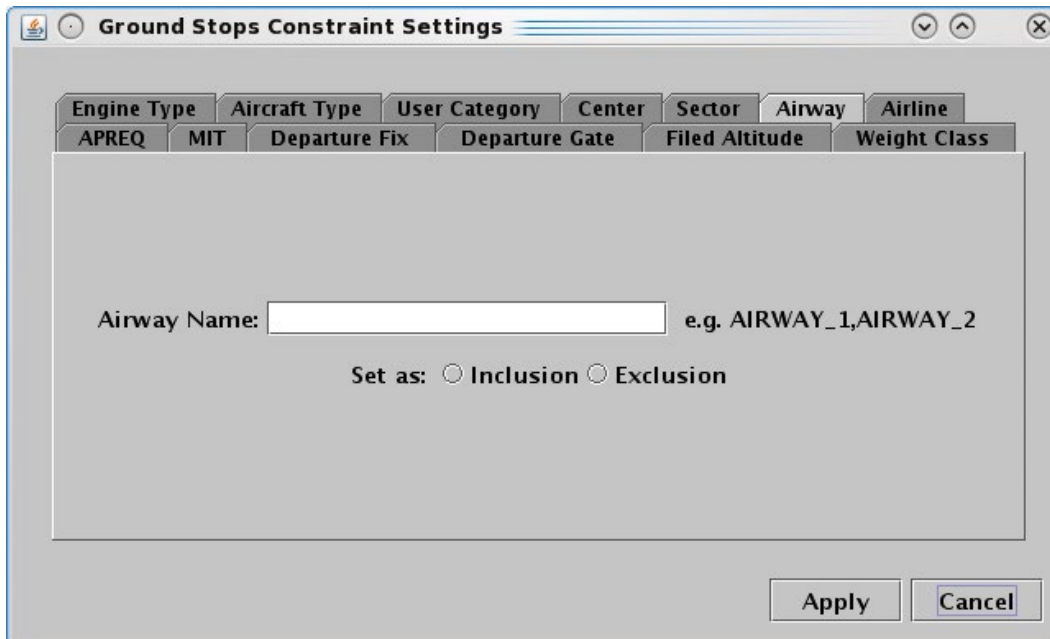 Ground Stops Constraint Settings
Engine Type Aircraft Type User Category Center Sector Airway Airline
APREQ MIT Departure Fix Departure Gate Filed Altitude Weight Class
Airway Name: e.g. AIRWAY_1,AIRWAY_2
Set as: Inclusion Exclusion
Apply Cancel